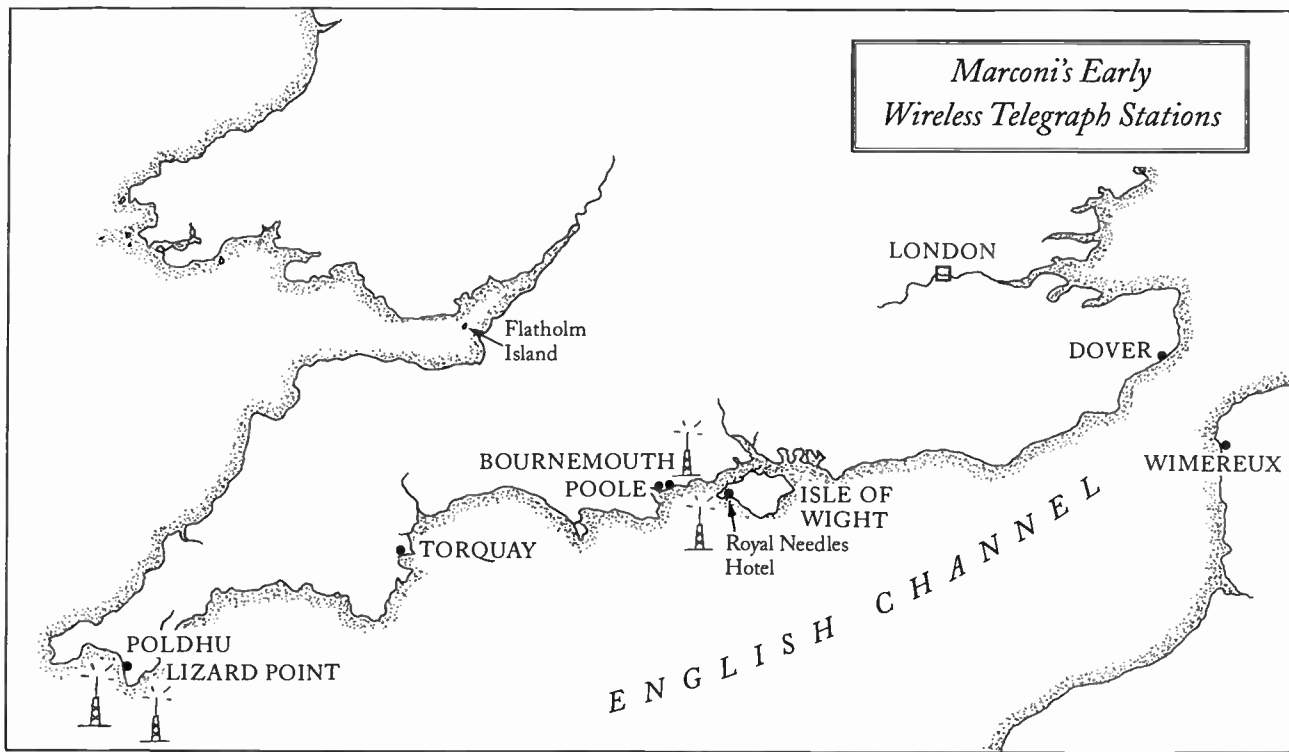 Marconi's Early
Wireless Telegraph Stations
LONDON
Flatholm
Island
DOVER
BOURNEMOUTH
POOLE
WIMEREUX
ISLE OF
WIGHT
Royal Needles
Hotel
TORQUAY
ENGLISH CHANNEL
POLDHU
LIZARD POINT